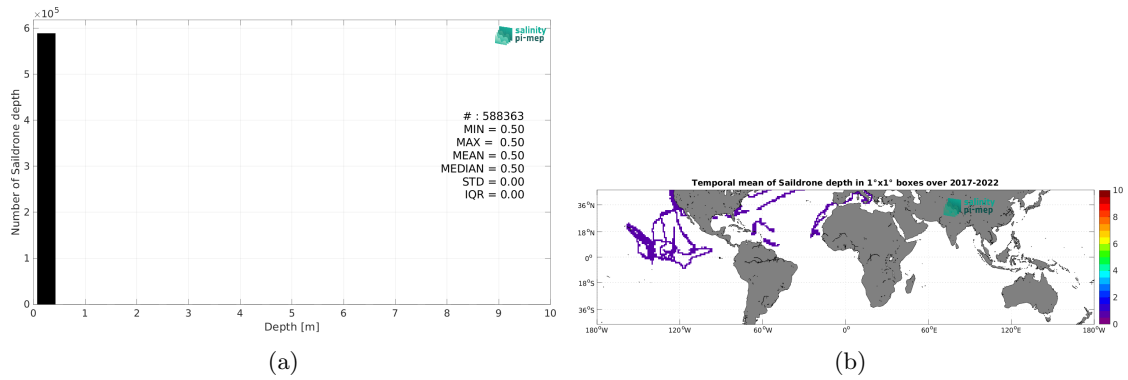 ×10⁵
6
5
4
3
2
1
0
Number of Saildrone depth
salinity
pi-mep
# : 588363
MIN = 0.50
MAX = 0.50
MEAN = 0.50
MEDIAN = 0.50
STD = 0.00
IQR = 0.00
0 1 2 3 4 5 6 7 8 9 10
Depth [m]
(a)
Temporal mean of Saildrone depth in 1°x1° boxes over 2017-2022
salinity
pi-mep
36°N
18°N
0°
18°S
36°S
180°W 120°W 60°W 0° 60°E 120°E 180°W
10
8
6
4
2
0
(b)